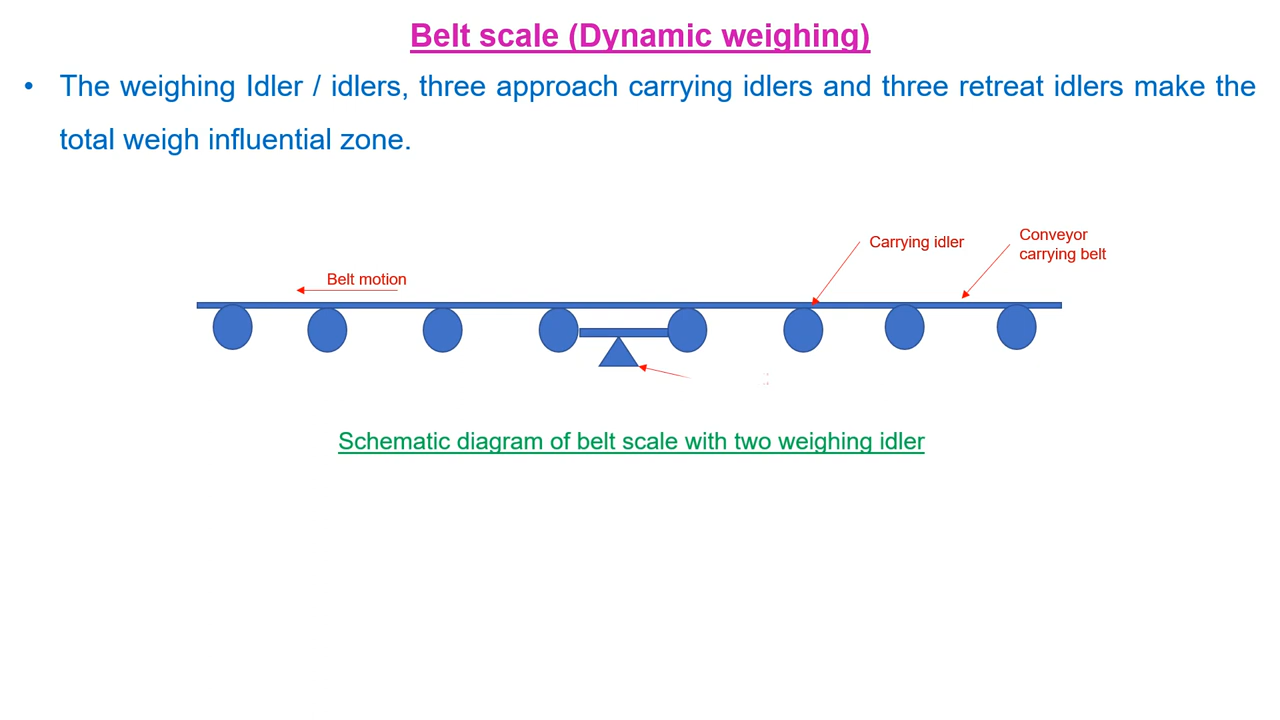 Belt scale (Dynamic weighing)
• The weighing Idler / idlers, three approach carrying idlers and three retreat idlers make the
total weigh influential zone.
Conveyor
carrying belt
Carrying idler
Belt motion
Schematic diagram of belt scale with two weighing idler